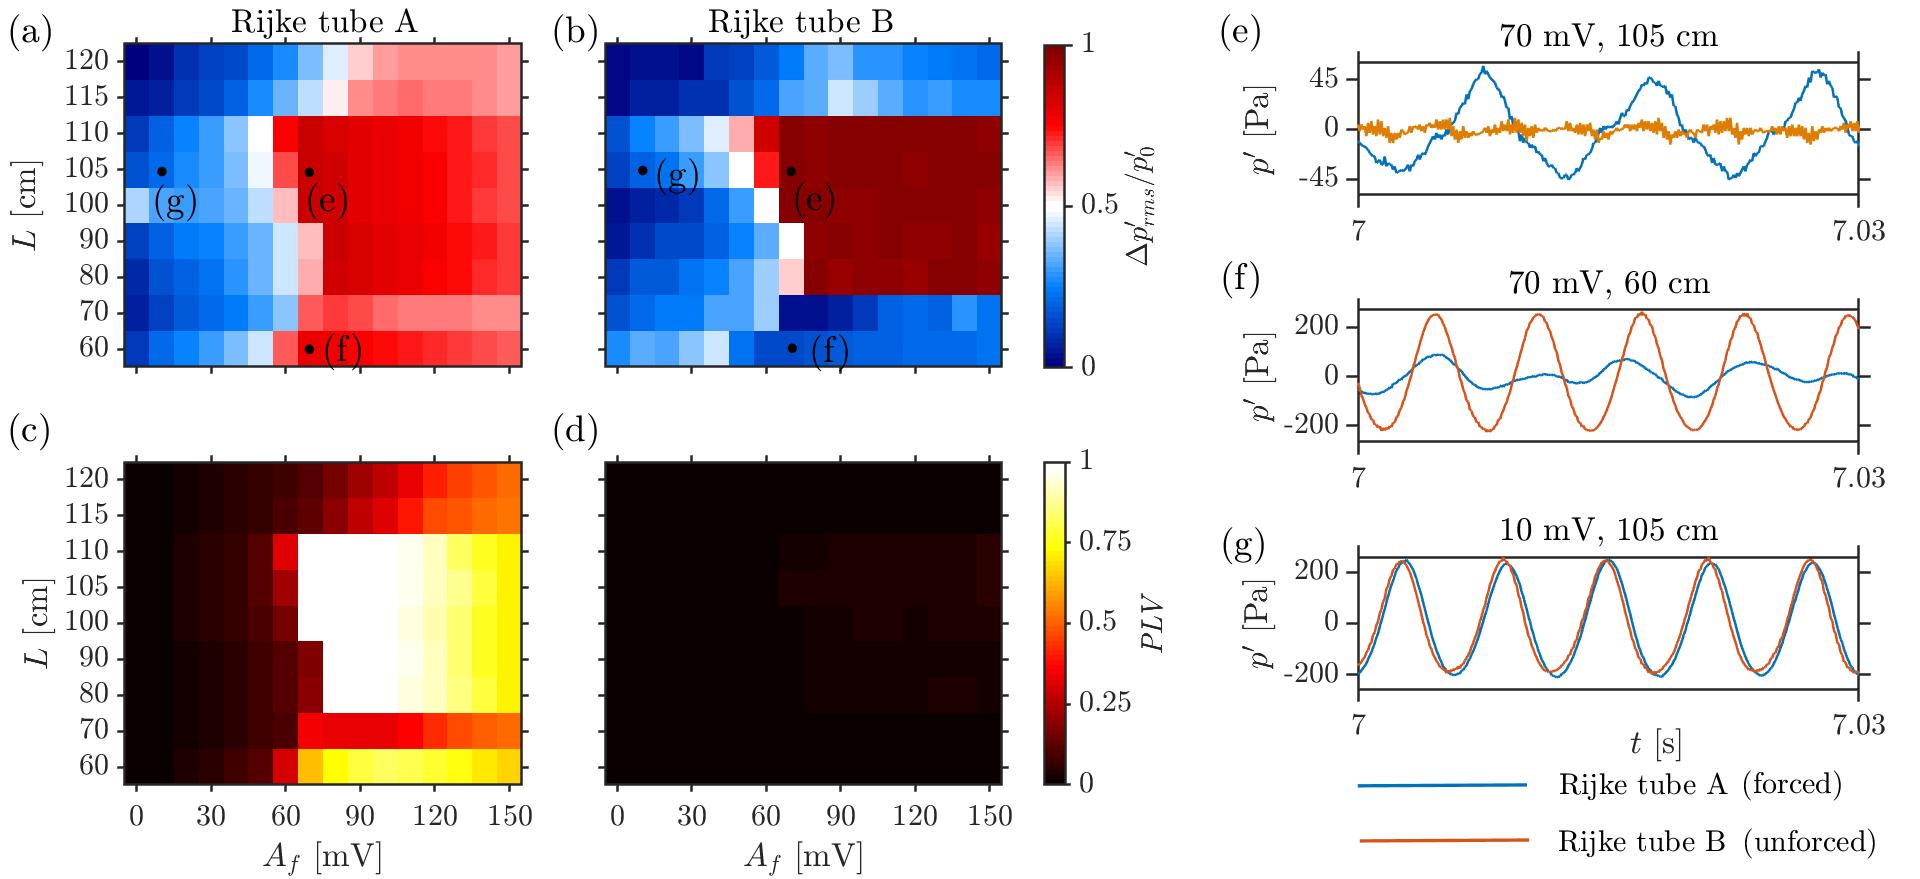 (a) Rijke tube A
120
115
110
105
100
90
80
70
60
L [cm]
(g)
(e)
(f)
(b) Rijke tube B
(g)
(e)
(f)
1
0.5
0
Δp′rms/p′0
(c)
120
115
110
105
100
90
80
70
60
L [cm]
0 30 60 90 120 150
Af [mV]
(d)
0 30 60 90 120 150
Af [mV]
1
0.75
0.5
0.25
0
PLV
(e) 70 mV, 105 cm
45
0
-45
p′ [Pa]
7 7.03
(f) 70 mV, 60 cm
200
0
-200
p′ [Pa]
7 7.03
(g) 10 mV, 105 cm
200
0
-200
p′ [Pa]
7 7.03
t [s]
Rijke tube A (forced)
Rijke tube B (unforced)